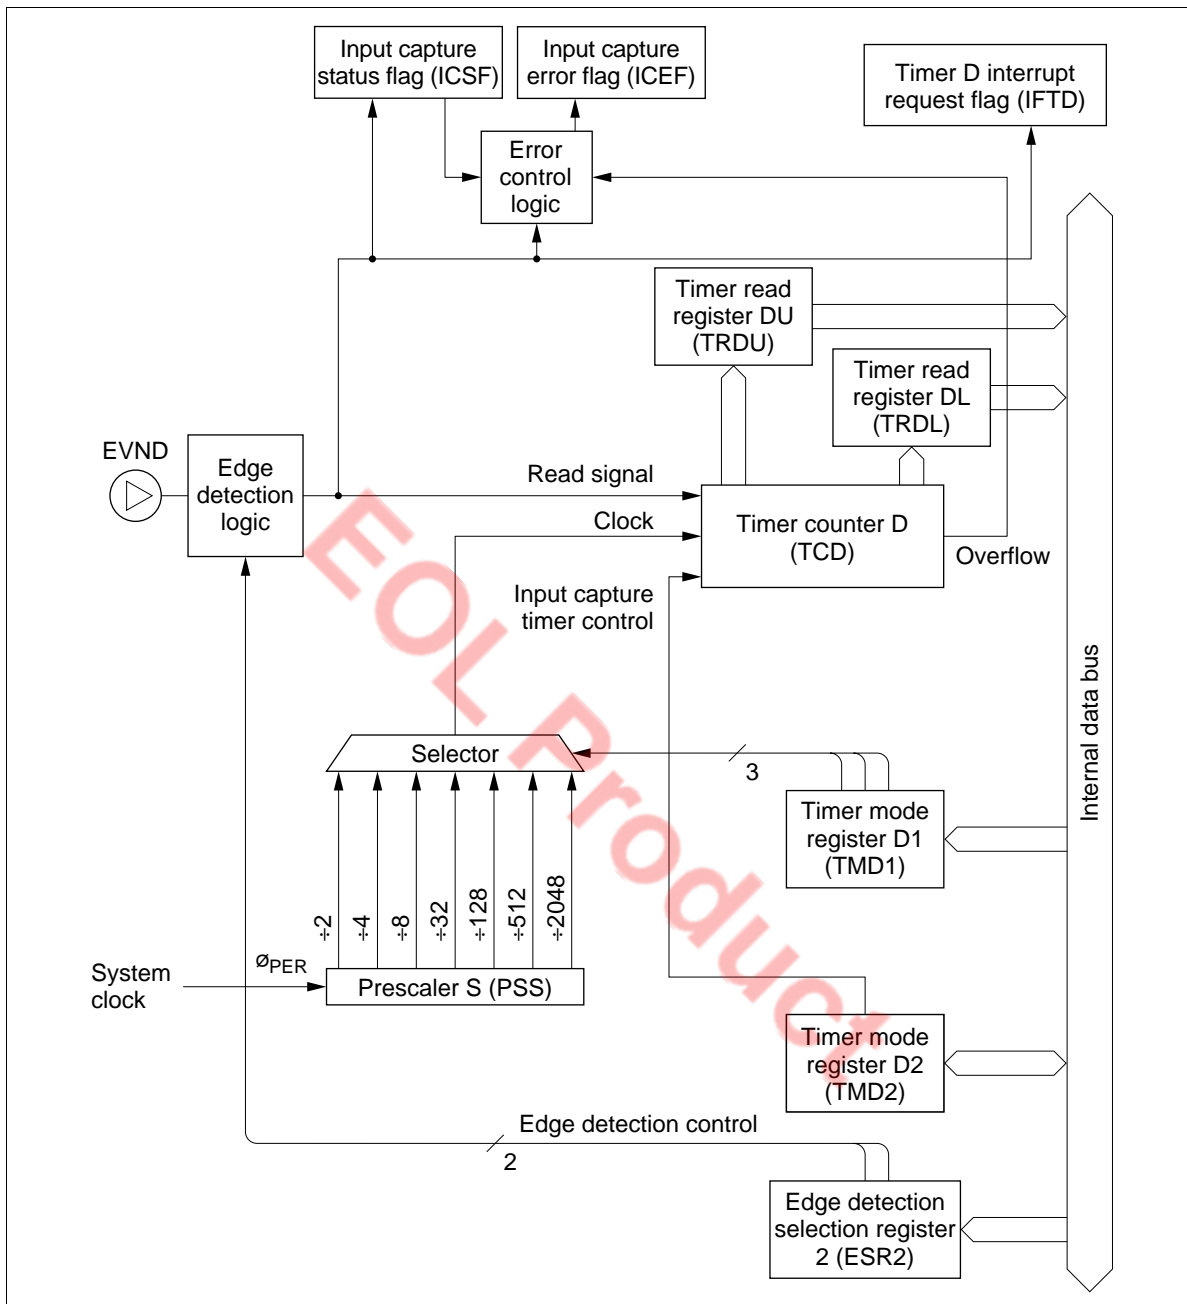 Input capture
status flag (ICSF)
Input capture
error flag (ICEF)
Timer D interrupt
request flag (IFTD)
Error
control
logic
Timer read
register DU
(TRDU)
Timer read
register DL
(TRDL)
EVND
Edge
detection
logic
Read signal
Clock
Timer counter D
(TCD)
Overflow
Input capture
timer control
Internal data bus
Selector
3
Timer mode
register D1
(TMD1)
÷2
÷4
÷8
÷32
÷128
÷512
÷2048
System
clock
øPER
Prescaler S (PSS)
Timer mode
register D2
(TMD2)
Edge detection control
2
Edge detection
selection register
2 (ESR2)
EOL Product